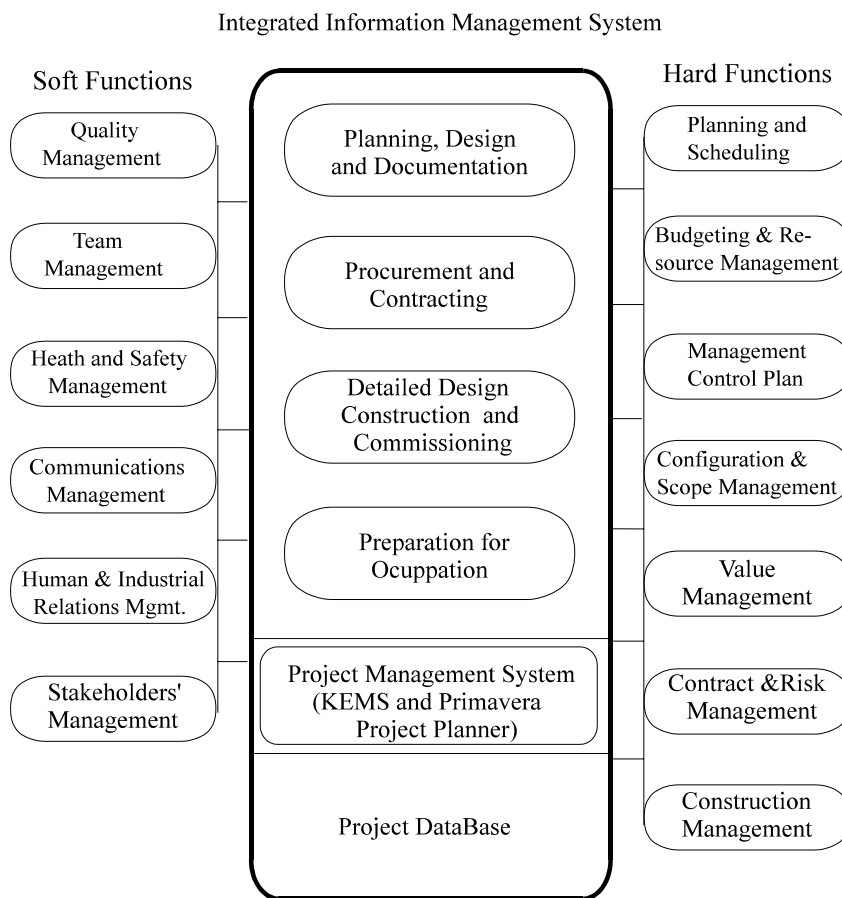 Integrated Information Management System
Soft Functions
Quality
Management
Team
Management
Heath and Safety
Management
Communications
Management
Human & Industrial
Relations Mgmt.
Stakeholders'
Management
Planning, Design
and Documentation
Procurement and
Contracting
Detailed Design
Construction and
Commissioning
Preparation for
Ocuppation
Project Management System
(KEMS and Primavera
Project Planner)
Project DataBase
Hard Functions
Planning and
Scheduling
Budgeting & Re-
source Management
Management
Control Plan
Configuration &
Scope Management
Value
Management
Contract &Risk
Management
Construction
Management